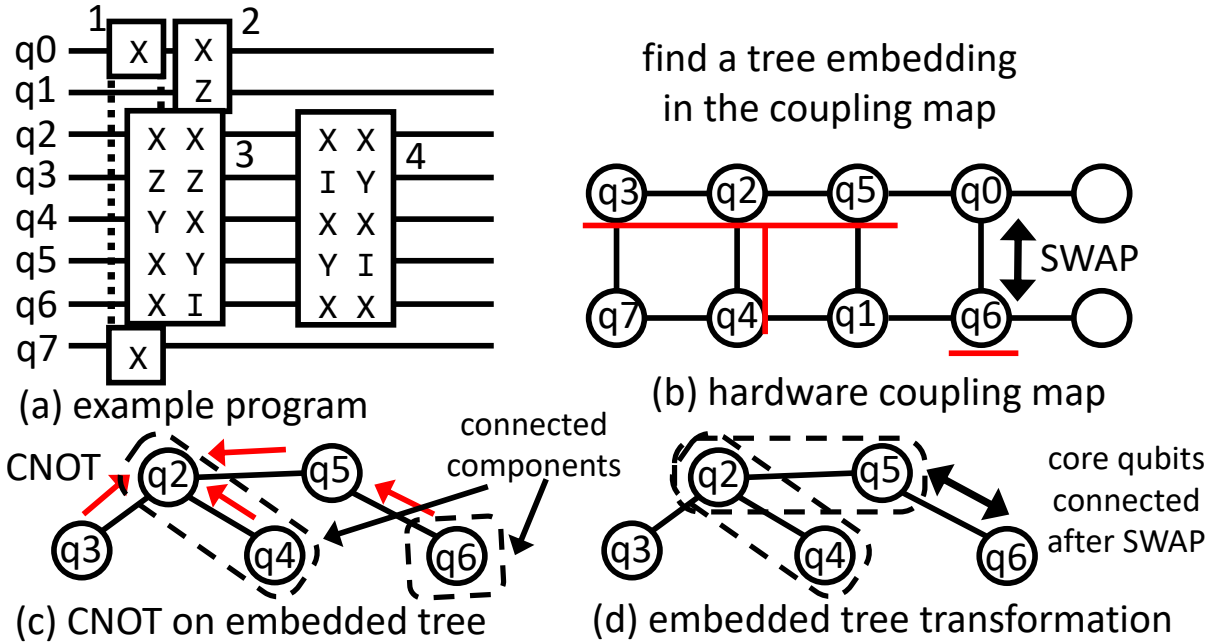 1 2
q0 X X
q1 Z
q2 X X X X
q3 Z Z 3 I Y 4
q4 Y X X X
q5 X Y Y I
q6 X I X X
q7 X
(a) example program
find a tree embedding
in the coupling map
q3 q2 q5 q0
SWAP
q7 q4 q1 q6
(b) hardware coupling map
CNOT
q2 q5
q3 q4 q6
connected
components
(c) CNOT on embedded tree
q2 q5
q3 q4 q6
core qubits
connected
after SWAP
(d) embedded tree transformation